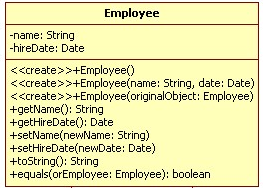 Employee
-name: String
-hireDate: Date
<<create>>+Employee()
<<create>>+Employee(name: String, date: Date)
<<create>>+Employee(originalObject: Employee)
+getName(): String
+getHireDate(): Date
+setName(newName: String)
+setHireDate(newDate: Date)
+toString(): String
+equals(orEmployee: Employee): boolean